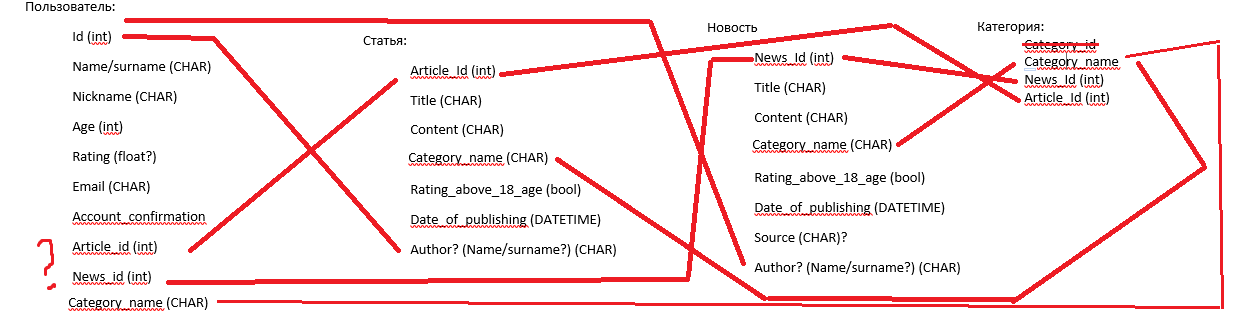 Пользователь:
Id (int)
Name/surname (CHAR)
Nickname (CHAR)
Age (int)
Rating (float?)
Email (CHAR)
Account_confirmation
Article_id (int)
?
News_id (int)
Category_name (CHAR)
Статья:
Article_Id (int)
Title (CHAR)
Content (CHAR)
Category_name (CHAR)
Rating_above_18_age (bool)
Date_of_publishing (DATETIME)
Author? (Name/surname?) (CHAR)
Новость
News_Id (int)
Title (CHAR)
Content (CHAR)
Category_name (CHAR)
Rating_above_18_age (bool)
Date_of_publishing (DATETIME)
Source (CHAR)?
Author? (Name/surname?) (CHAR)
Категория:
Category_id
Category_name
News_Id (int)
Article_Id (int)